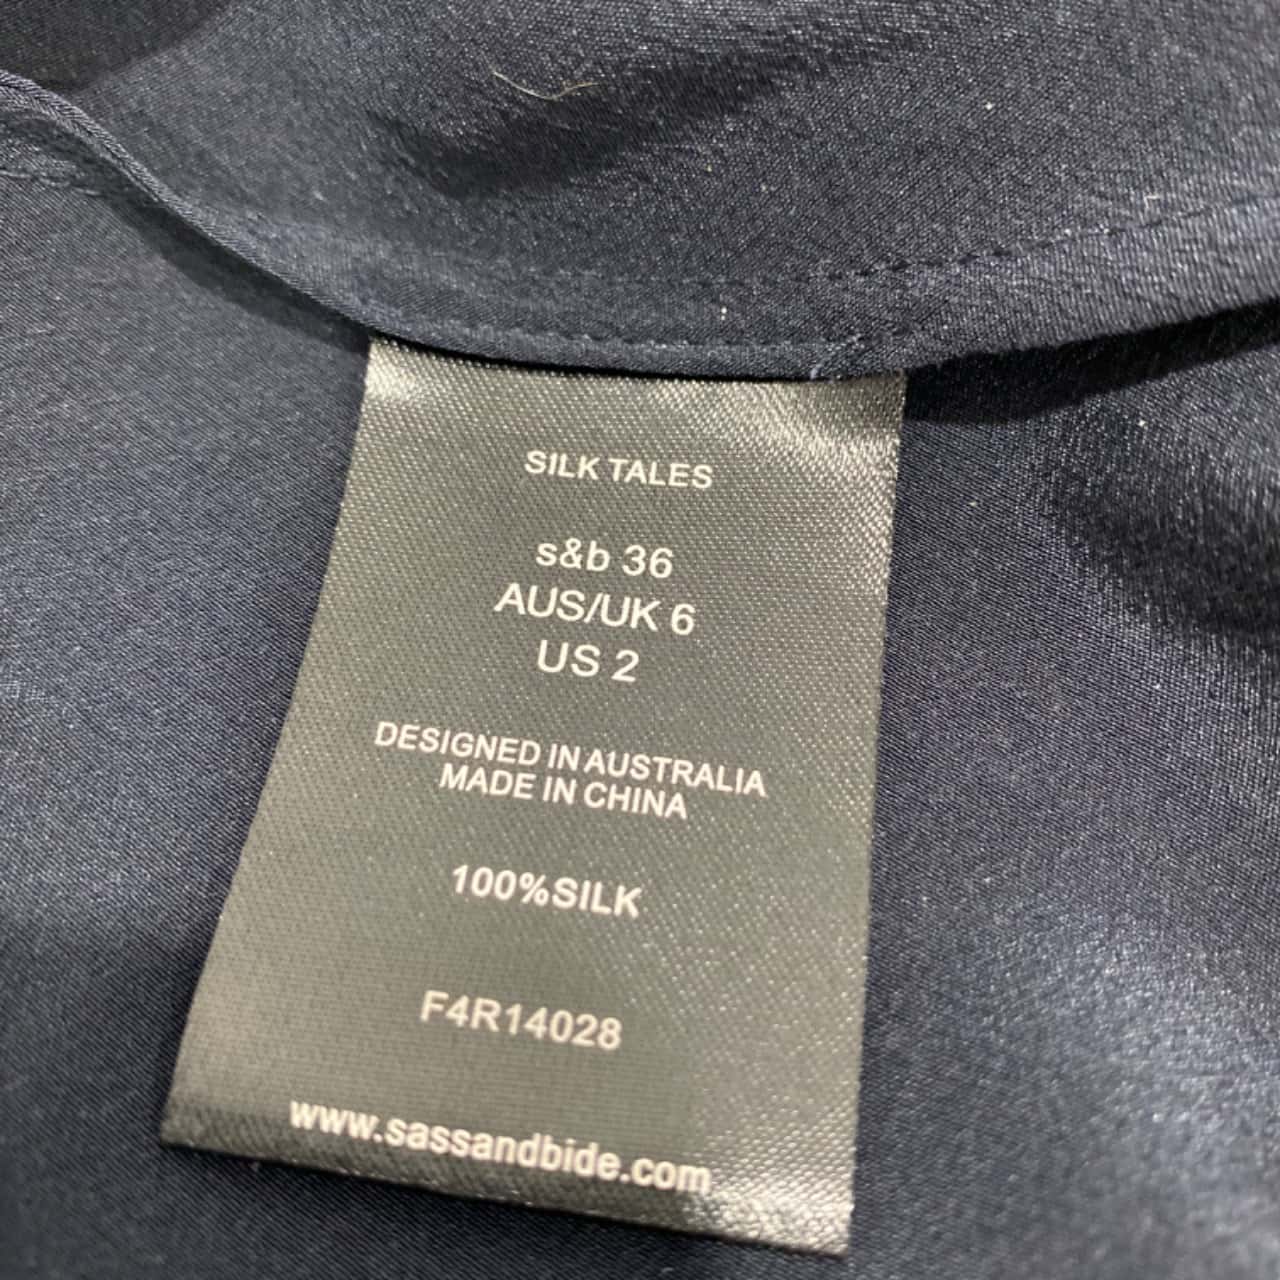 SILK TALES
s&b 36
AUS/UK 6
US 2
DESIGNED IN AUSTRALIA
MADE IN CHINA
100%SILK
F4R14028
www.sassandbide.com